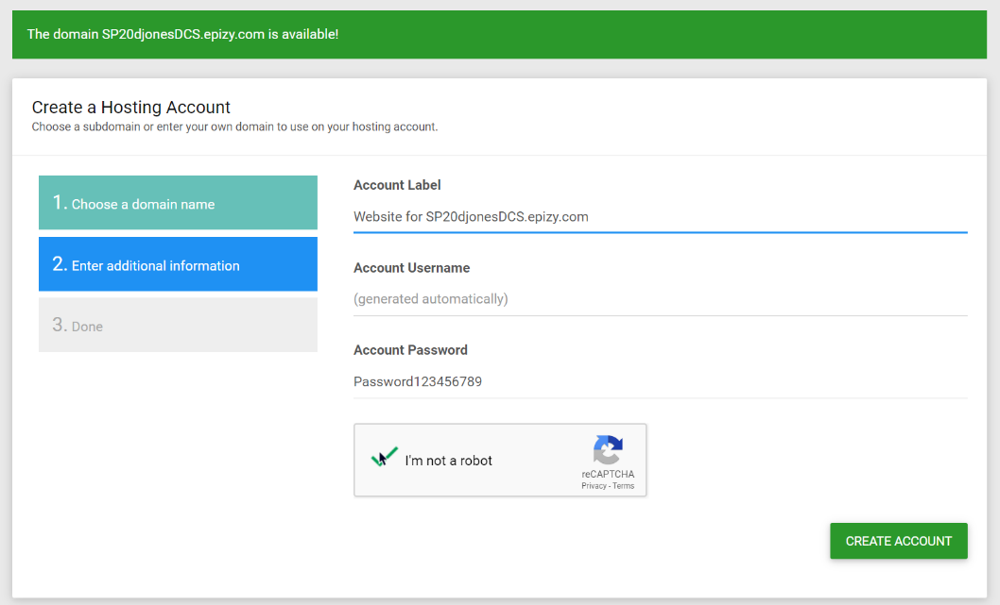 The domain SP20djonesDCS.epizy.com is available!
Create a Hosting Account
Choose a subdomain or enter your own domain to use on your hosting account.
1. Choose a domain name
2. Enter additional information
3. Done
Account Label
Website for SP20djonesDCS.epizy.com
Account Username
(generated automatically)
Account Password
Password123456789
I'm not a robot
reCAPTCHA
Privacy - Terms
CREATE ACCOUNT